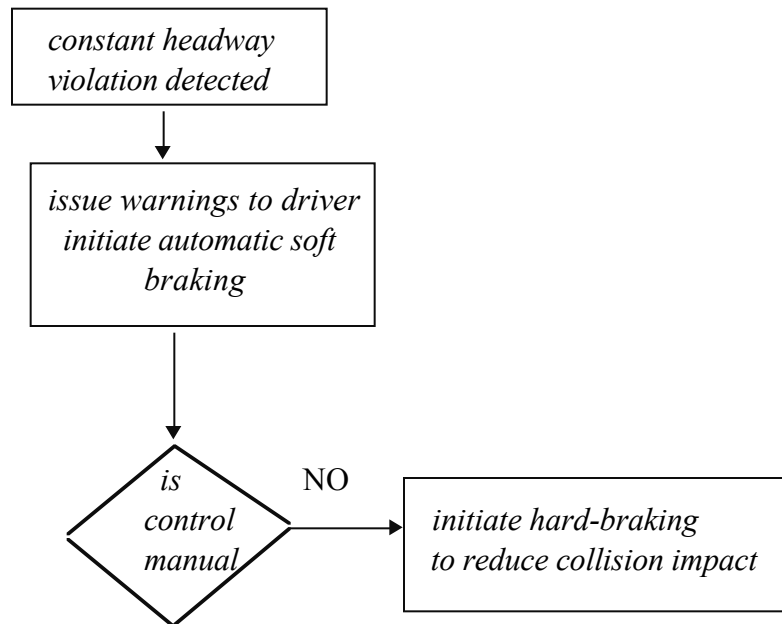 constant headway
violation detected
issue warnings to driver
initiate automatic soft
braking
is
control
manual
NO
initiate hard-braking
to reduce collision impact